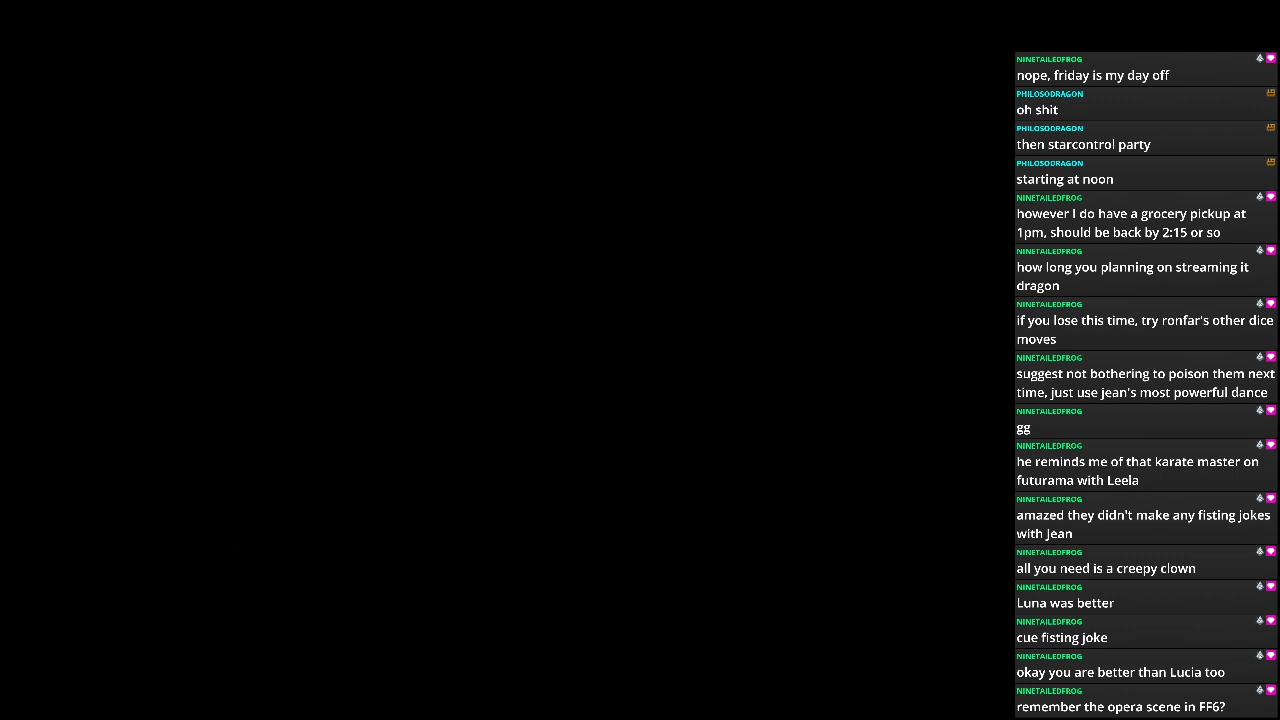 NINETAILEDFROG
nope, friday is my day off
PHILOSODRAGON
oh shit
PHILOSODRAGON
then starcontrol party
PHILOSODRAGON
starting at noon
NINETAILEDFROG
however I do have a grocery pickup at
1pm, should be back by 2:15 or so
NINETAILEDFROG
how long you planning on streaming it
dragon
NINETAILEDFROG
if you lose this time, try ronfar's other dice
moves
NINETAILEDFROG
suggest not bothering to poison them next
time, just use jean's most powerful dance
NINETAILEDFROG
gg
NINETAILEDFROG
he reminds me of that karate master on
futurama with Leela
NINETAILEDFROG
amazed they didn't make any fisting jokes
with Jean
NINETAILEDFROG
all you need is a creepy clown
NINETAILEDFROG
Luna was better
NINETAILEDFROG
cue fisting joke
NINETAILEDFROG
okay you are better than Lucia too
NINETAILEDFROG
remember the opera scene in FF6?